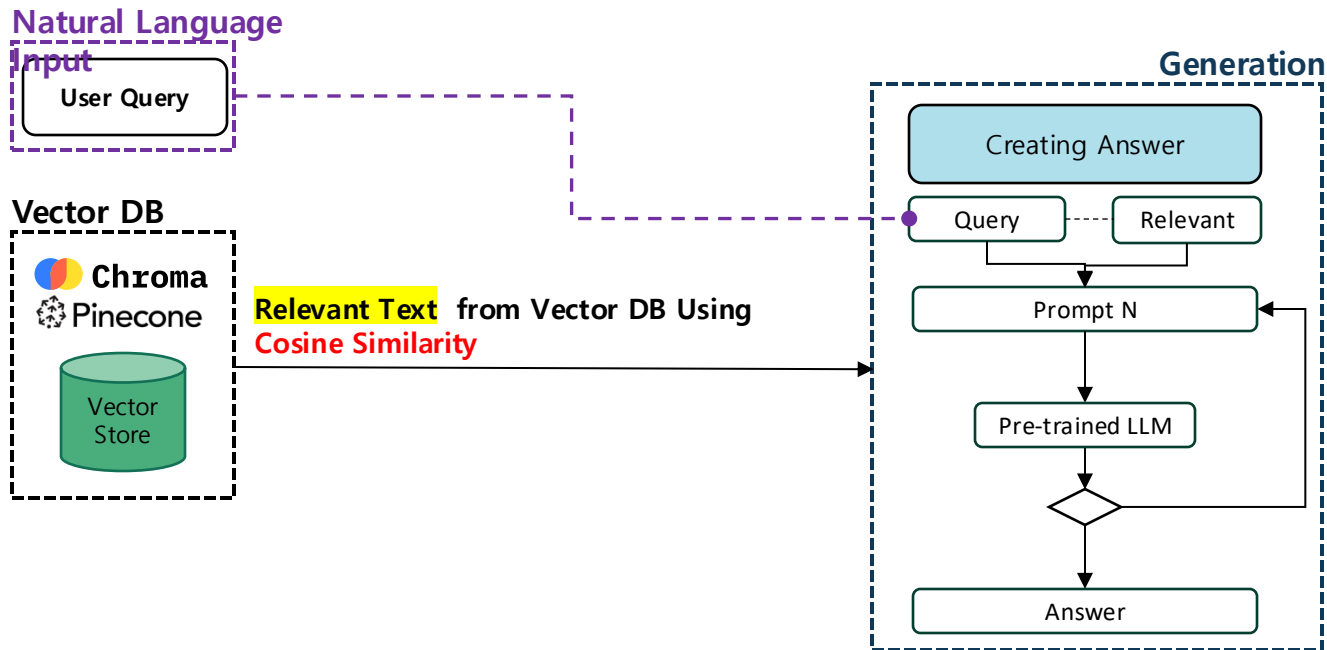 Natural Language
Input
User Query
Vector DB
Chroma
Pinecone
Vector
Store
Relevant Text from Vector DB Using
Cosine Similarity
Generation
Creating Answer
Query
Relevant
Prompt N
Pre-trained LLM
Answer